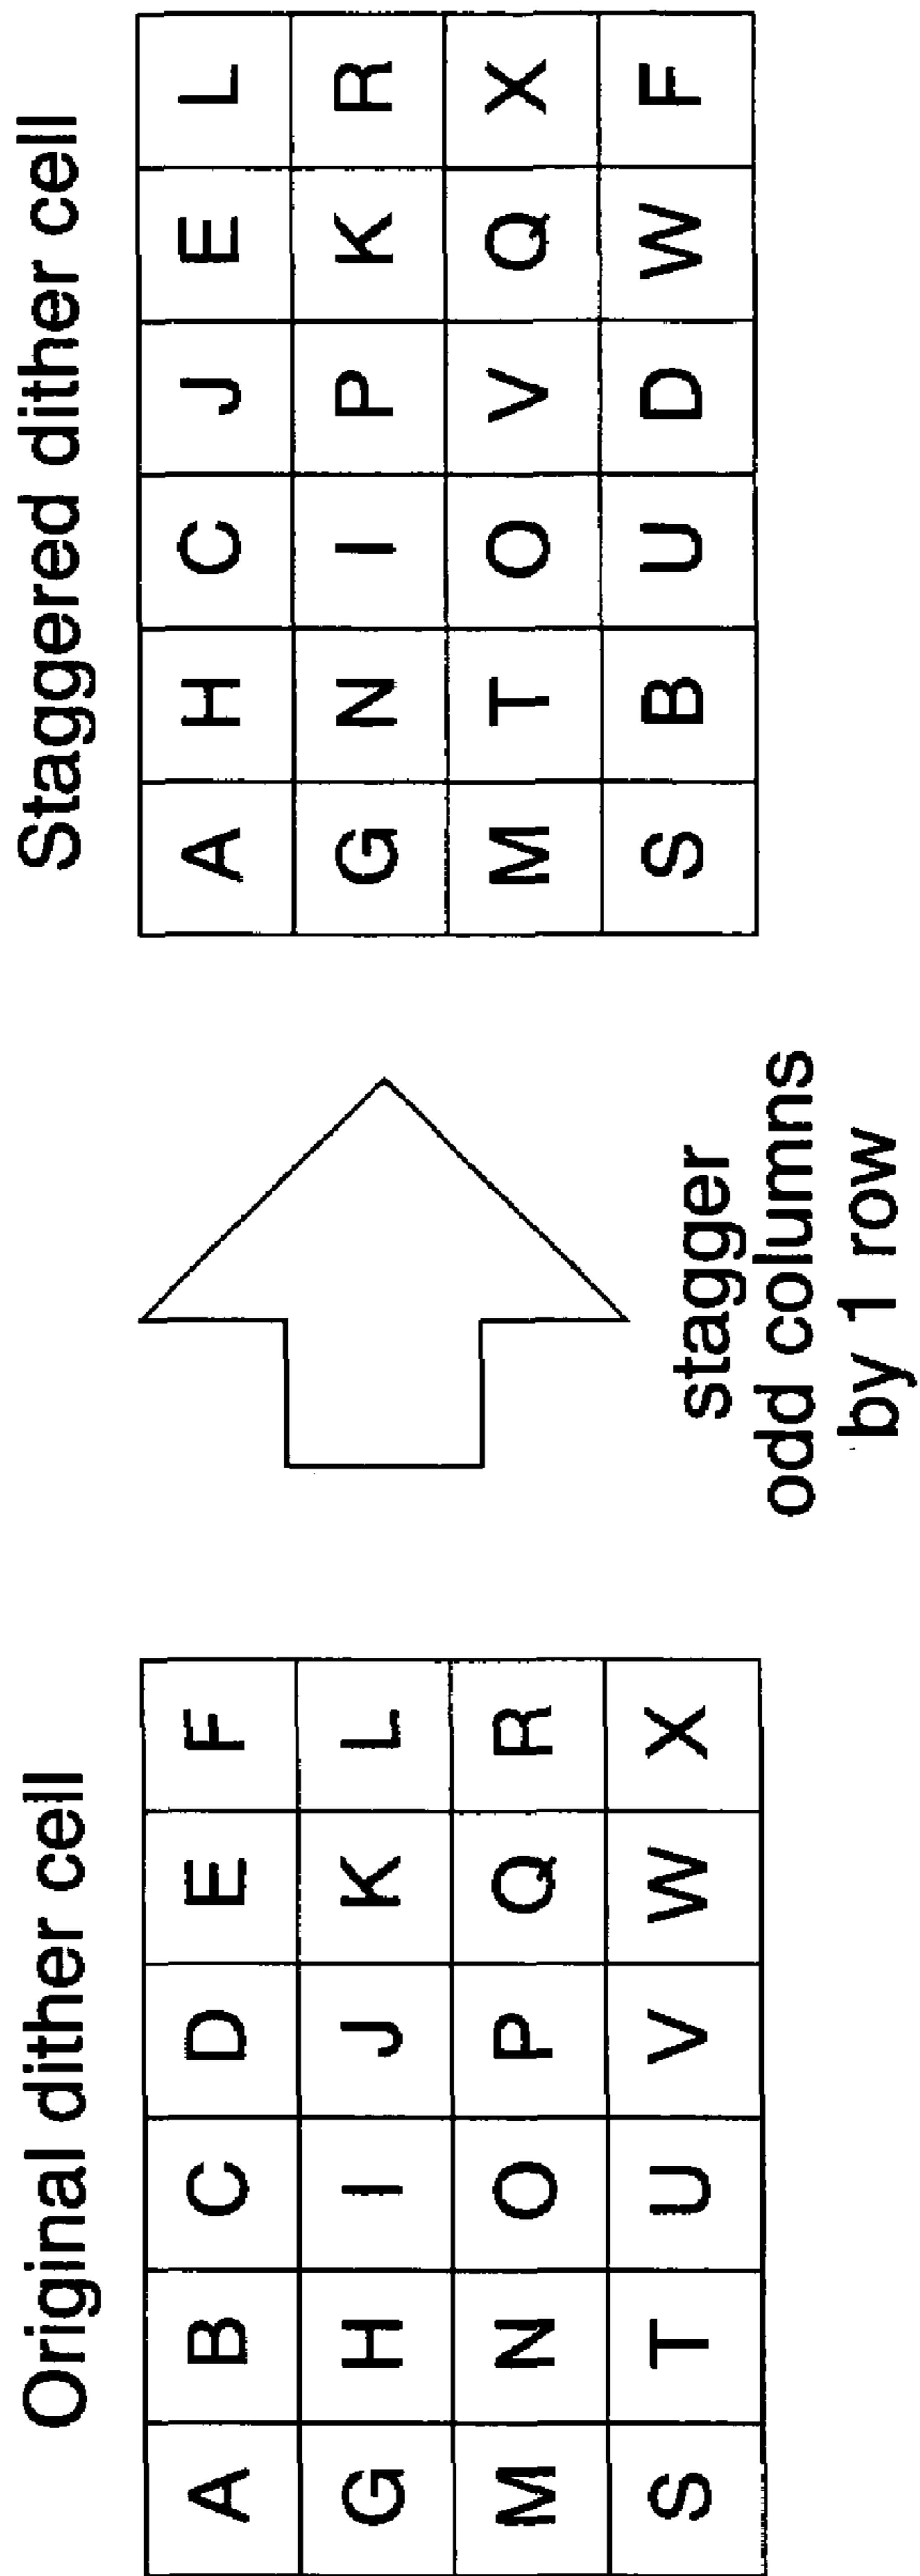 Original dither cell
A B C D E F
G H I J K L
M N O P Q R
S T U V W X
stagger
odd columns
by 1 row
Staggered dither cell
A H C J E L
G N I P K R
M T O V Q X
S B U D W F